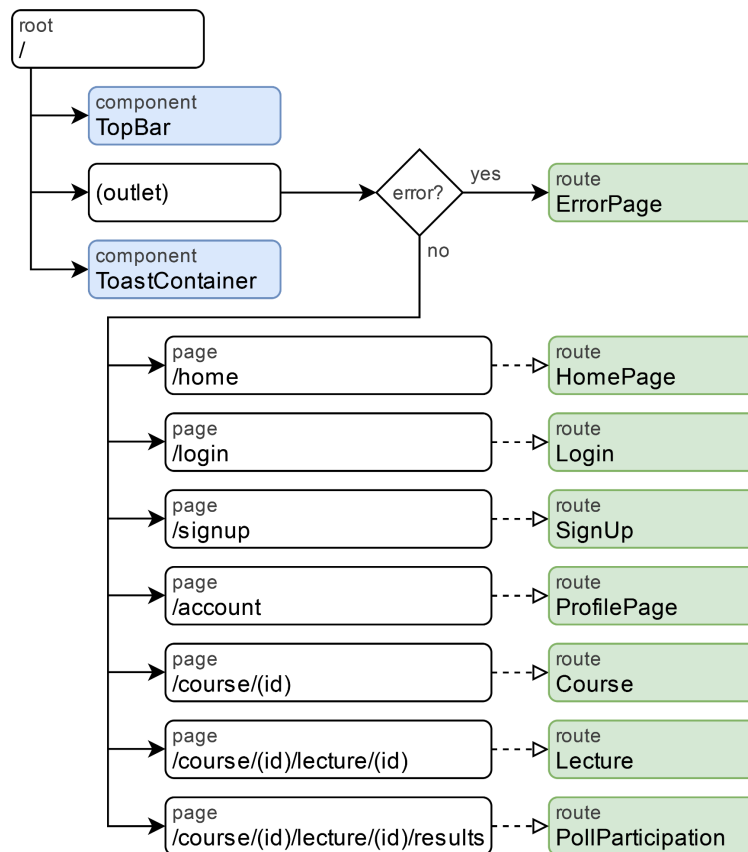 root
/
component
TopBar
(outlet)
error?
yes
route
ErrorPage
component
ToastContainer
no
page
/home
route
HomePage
page
/login
route
Login
page
/signup
route
SignUp
page
/account
route
ProfilePage
page
/course/(id)
route
Course
page
/course/(id)/lecture/(id)
route
Lecture
page
/course/(id)/lecture/(id)/results
route
PollParticipation